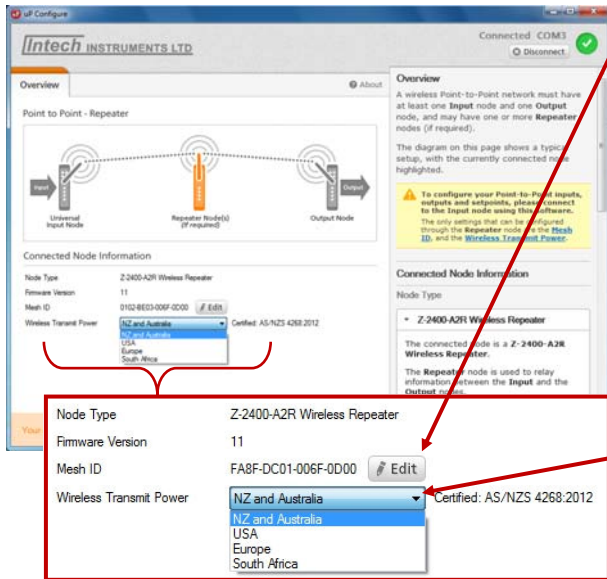 uP Configure
Intech INSTRUMENTS LTD
Connected COM3
Disconnect
Overview
About
Point to Point - Repeater
Input
Output
Universal
Input Node
Repeater Node(s)
(If required)
Output Node
Connected Node Information
Node Type Z-2400-A2R Wireless Repeater
Firmware Version 11
Mesh ID 0102-BE03-006F-0D00 Edit
Wireless Transmit Power NZ and Australia Certified: AS/NZS 4268:2012
NZ and Australia
USA
Europe
South Africa
Your
Overview
A wireless Point-to-Point network must have
at least one Input node and one Output
node, and may have one or more Repeater
nodes (if required).
The diagram on this page shows a typical
setup, with the currently connected node
highlighted.
To configure your Point-to-Point inputs,
outputs and setpoints, please connect
to the Input node using this software.
The only settings that can be configured
through the Repeater node are the Mesh
ID, and the Wireless Transmit Power.
Connected Node Information
Node Type
Z-2400-A2R Wireless Repeater
The connected node is a Z-2400-A2R
Wireless Repeater.
The Repeater node is used to relay
information between the Input and the
Output nodes.
Node Type Z-2400-A2R Wireless Repeater
Firmware Version 11
Mesh ID FA8F-DC01-006F-0D00 Edit
Wireless Transmit Power NZ and Australia Certified: AS/NZS 4268:2012
NZ and Australia
USA
Europe
South Africa